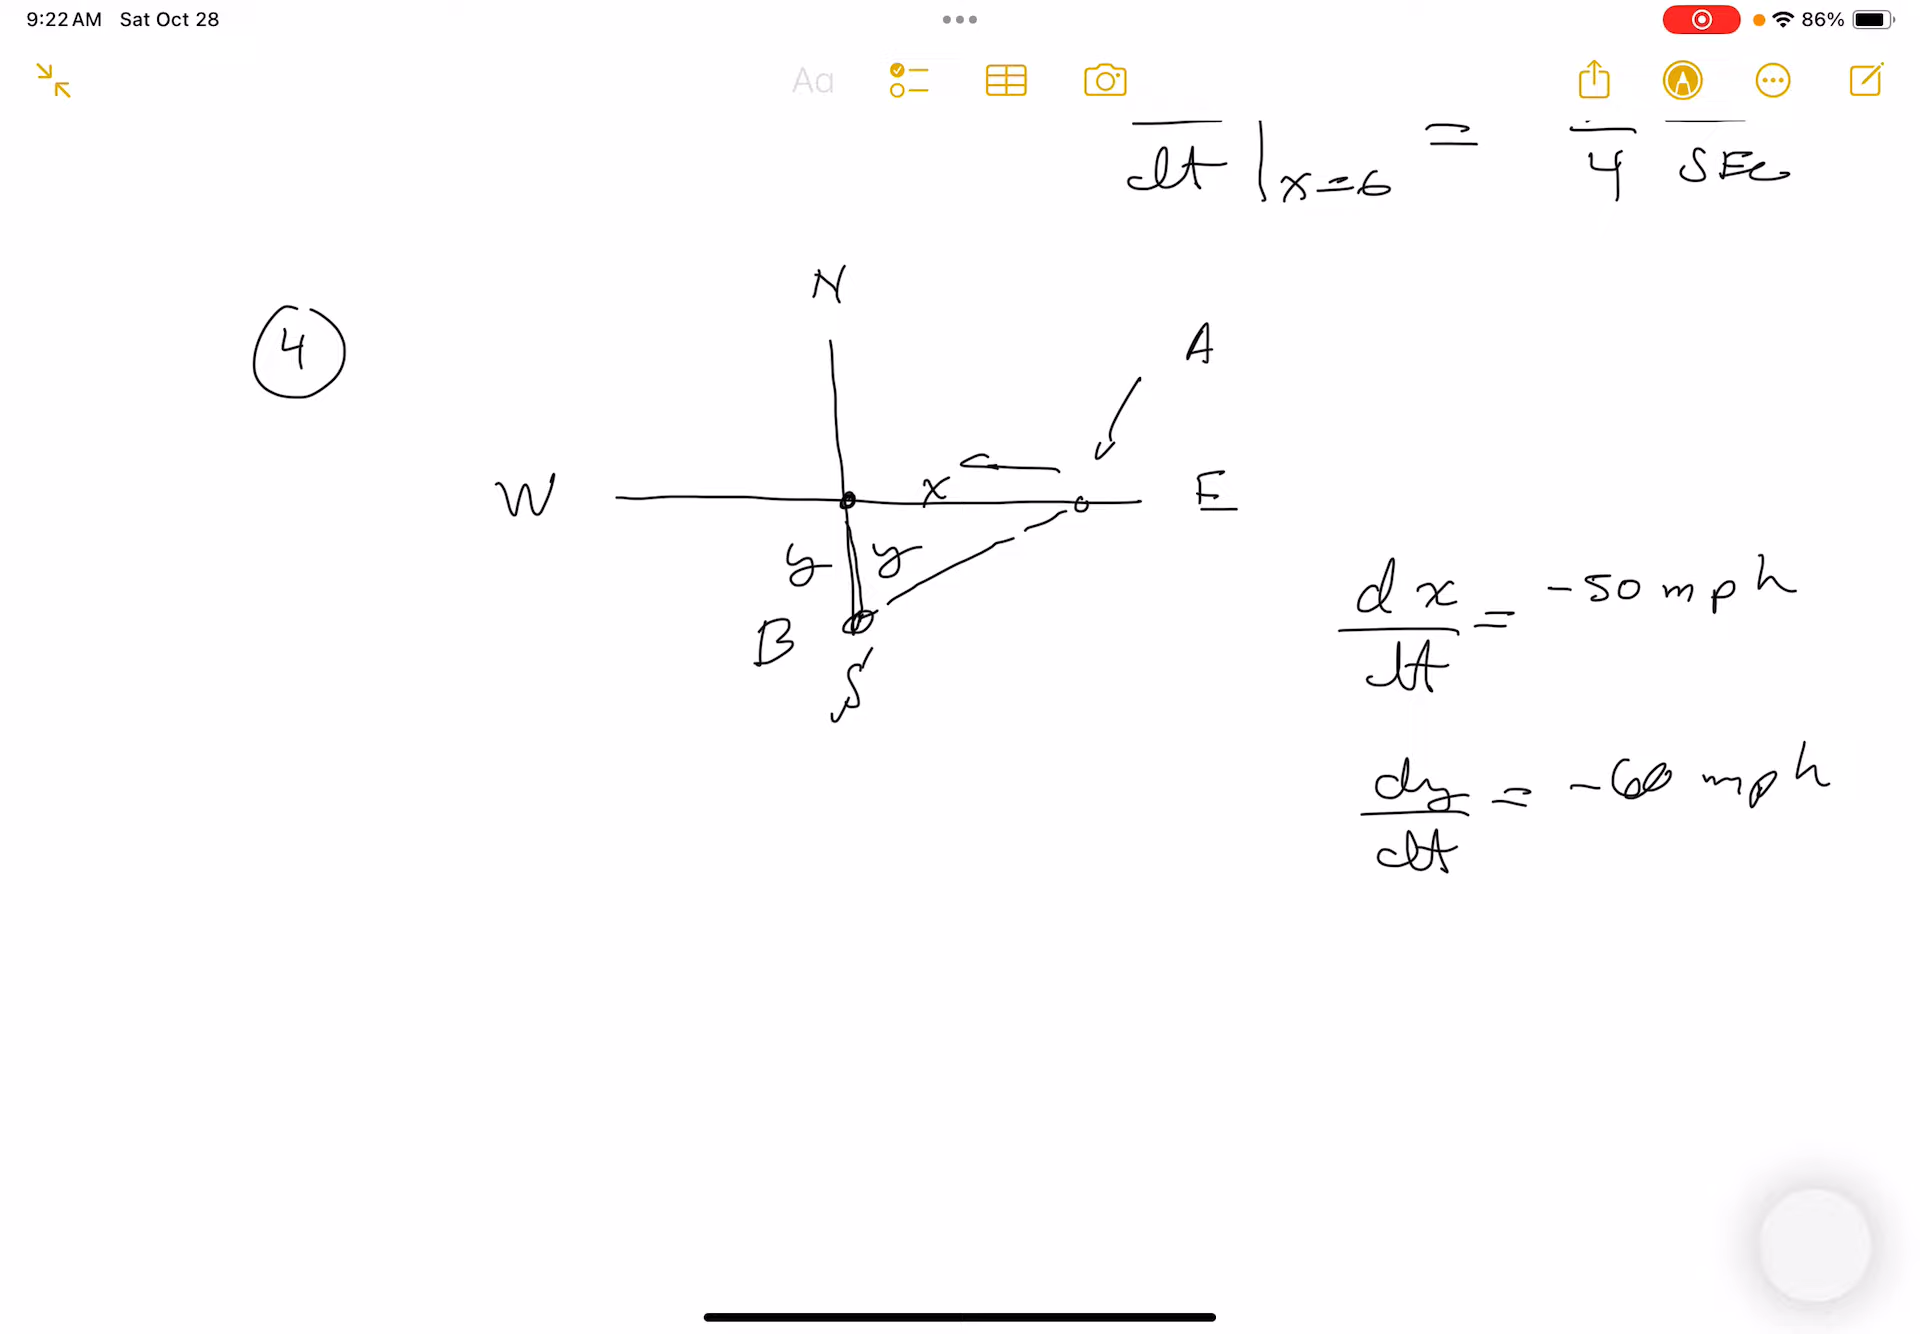 9:22 AM Sat Oct 28
86%
Aa
dt | x=6 = 4 SEC
N
4
A
W
x
E
y y
B
S
dx/dt = -50 mph
dy/dt = -60 mph